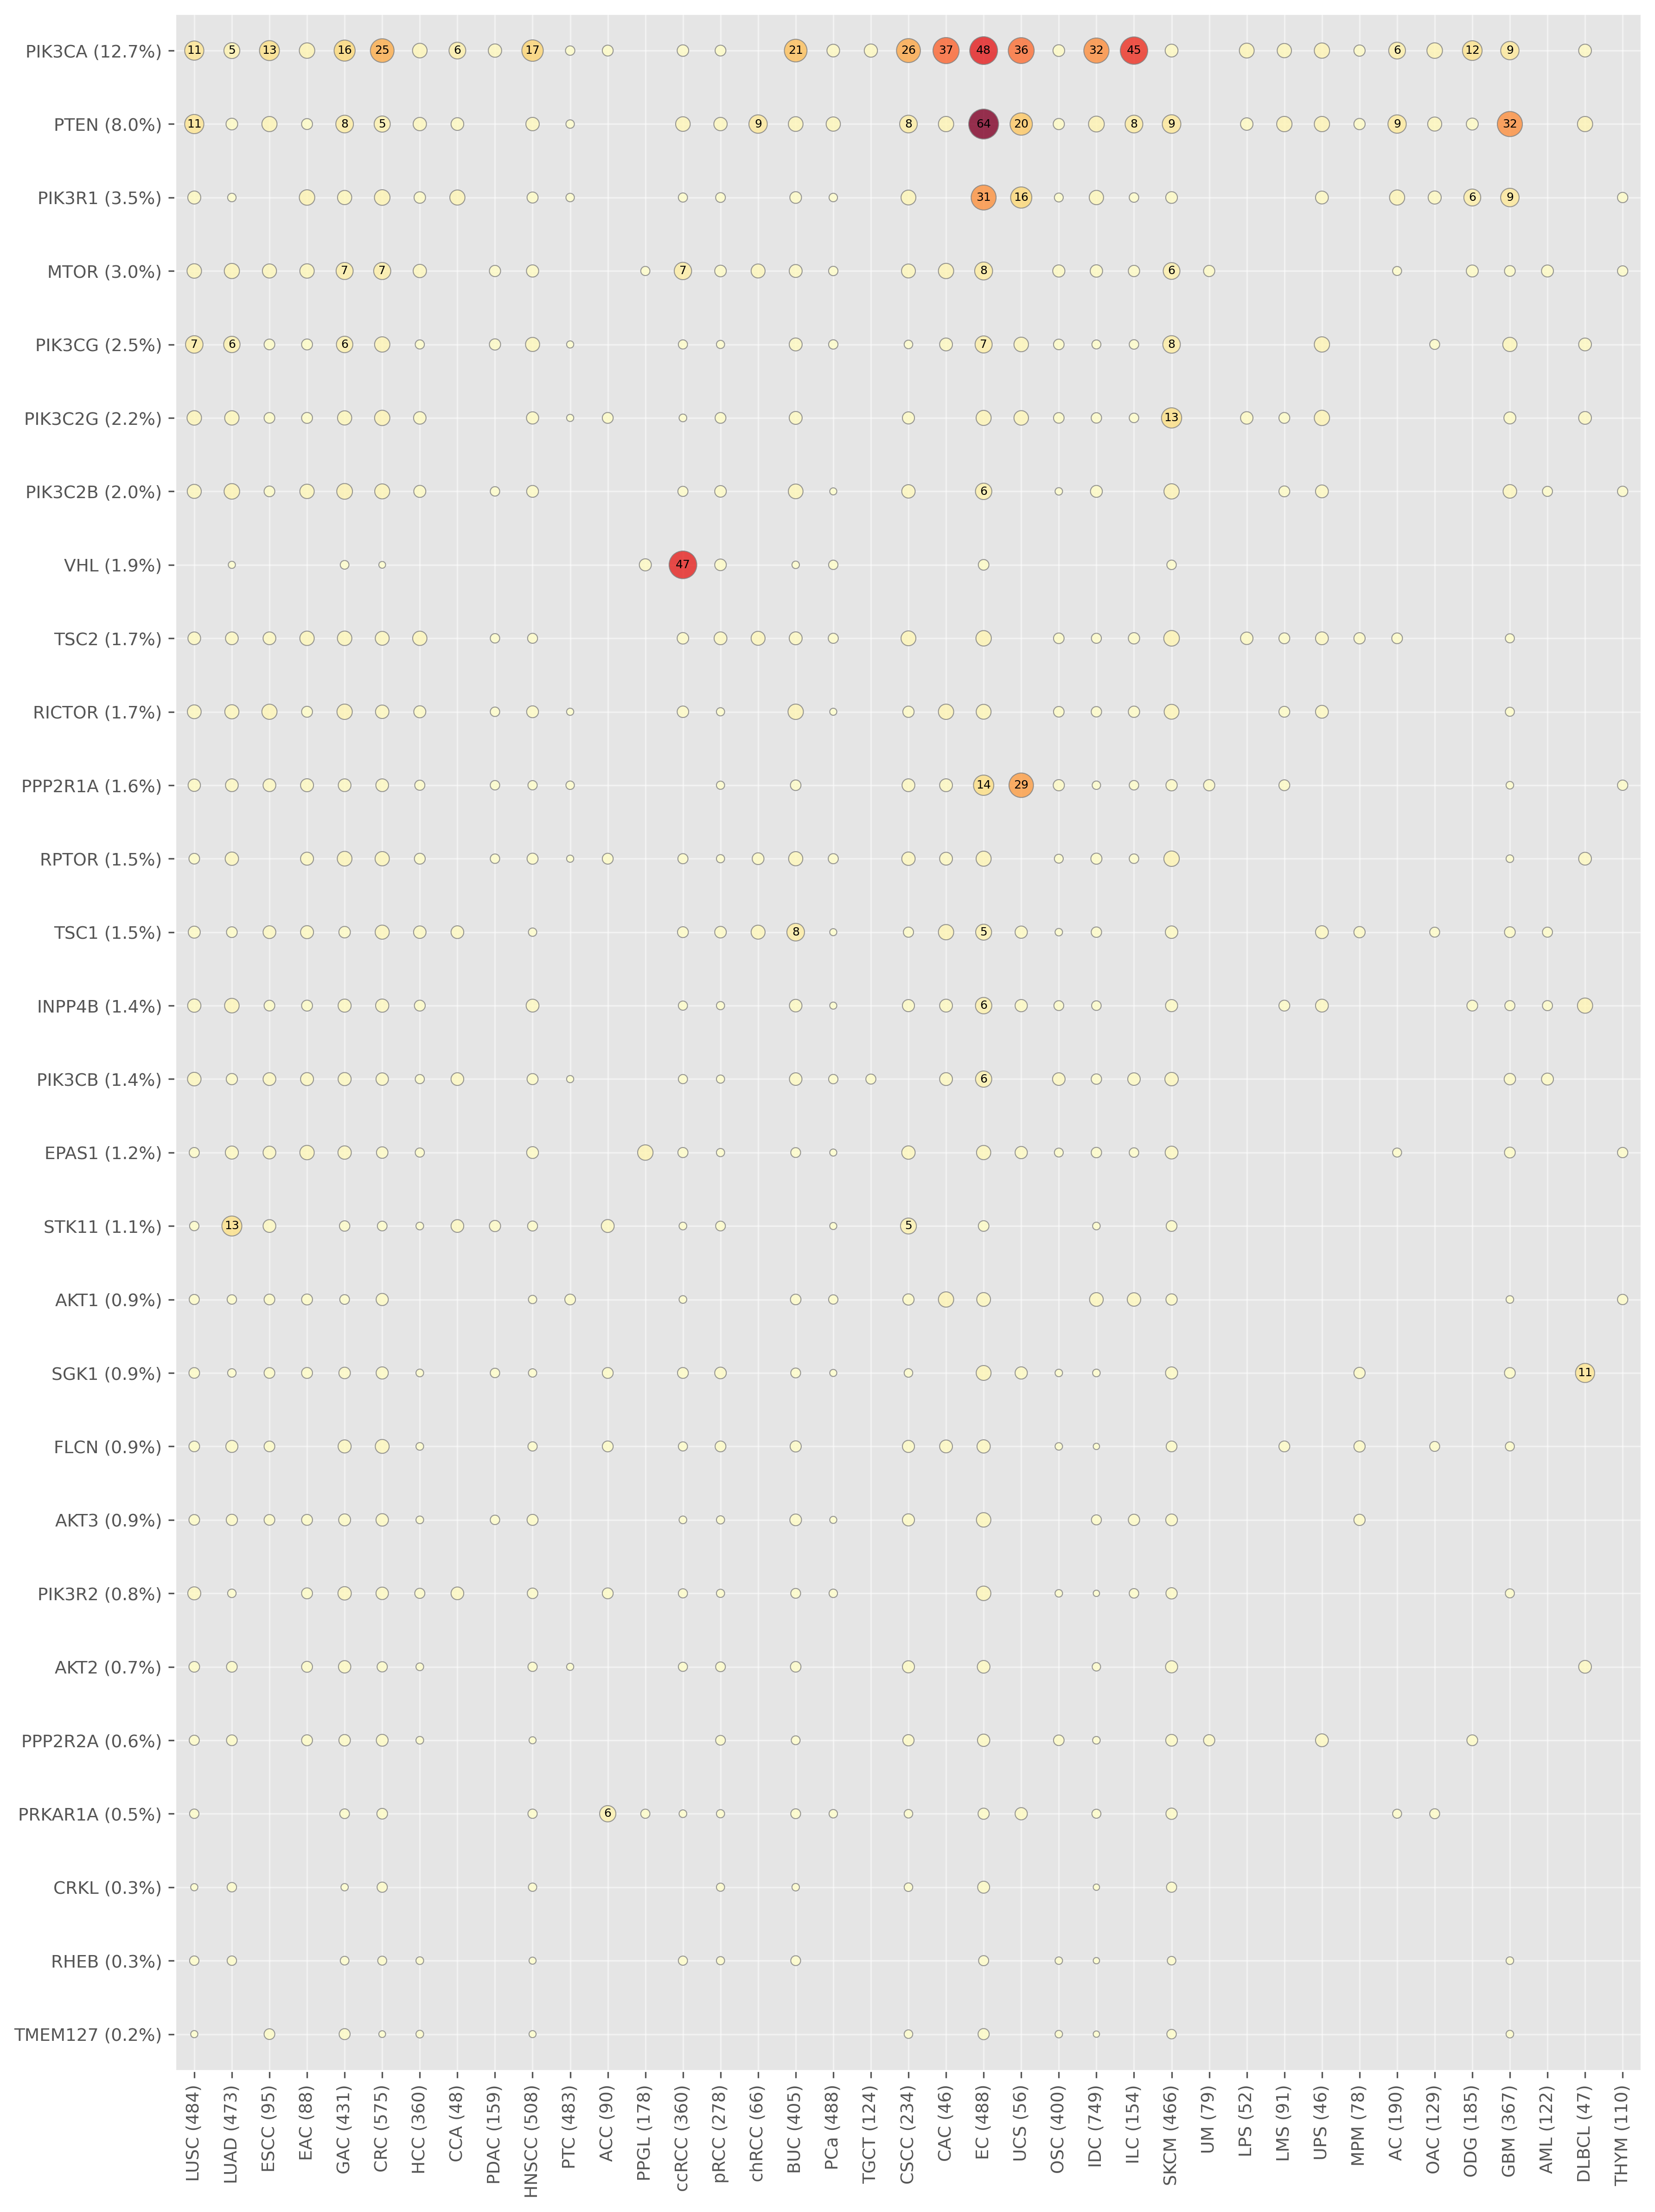 PIK3CA (12.7%) 11 5 13 16 25 6 17 21 26 37 48 36 32 45 6 12 9
PTEN (8.0%) 11 8 5 9 8 64 20 8 9 9 32
PIK3R1 (3.5%) 31 16 6 9
MTOR (3.0%) 7 7 7 8 6
PIK3CG (2.5%) 7 6 6 7 8
PIK3C2G (2.2%) 13
PIK3C2B (2.0%) 6
VHL (1.9%) 47
TSC2 (1.7%)
RICTOR (1.7%)
PPP2R1A (1.6%) 14 29
RPTOR (1.5%)
TSC1 (1.5%) 8 5
INPP4B (1.4%) 6
PIK3CB (1.4%) 6
EPAS1 (1.2%)
STK11 (1.1%) 13 5
AKT1 (0.9%)
SGK1 (0.9%) 11
FLCN (0.9%)
AKT3 (0.9%)
PIK3R2 (0.8%)
AKT2 (0.7%)
PPP2R2A (0.6%)
PRKAR1A (0.5%) 6
CRKL (0.3%)
RHEB (0.3%)
TMEM127 (0.2%)
LUSC (484)
LUAD (473)
ESCC (95)
EAC (88)
GAC (431)
CRC (575)
HCC (360)
CCA (48)
PDAC (159)
HNSCC (508)
PTC (483)
ACC (90)
PPGL (178)
ccRCC (360)
pRCC (278)
chRCC (66)
BUC (405)
PCa (488)
TGCT (124)
CSCC (234)
CAC (46)
EC (488)
UCS (56)
OSC (400)
IDC (749)
ILC (154)
SKCM (466)
UM (79)
LPS (52)
LMS (91)
UPS (46)
MPM (78)
AC (190)
OAC (129)
ODG (185)
GBM (367)
AML (122)
DLBCL (47)
THYM (110)